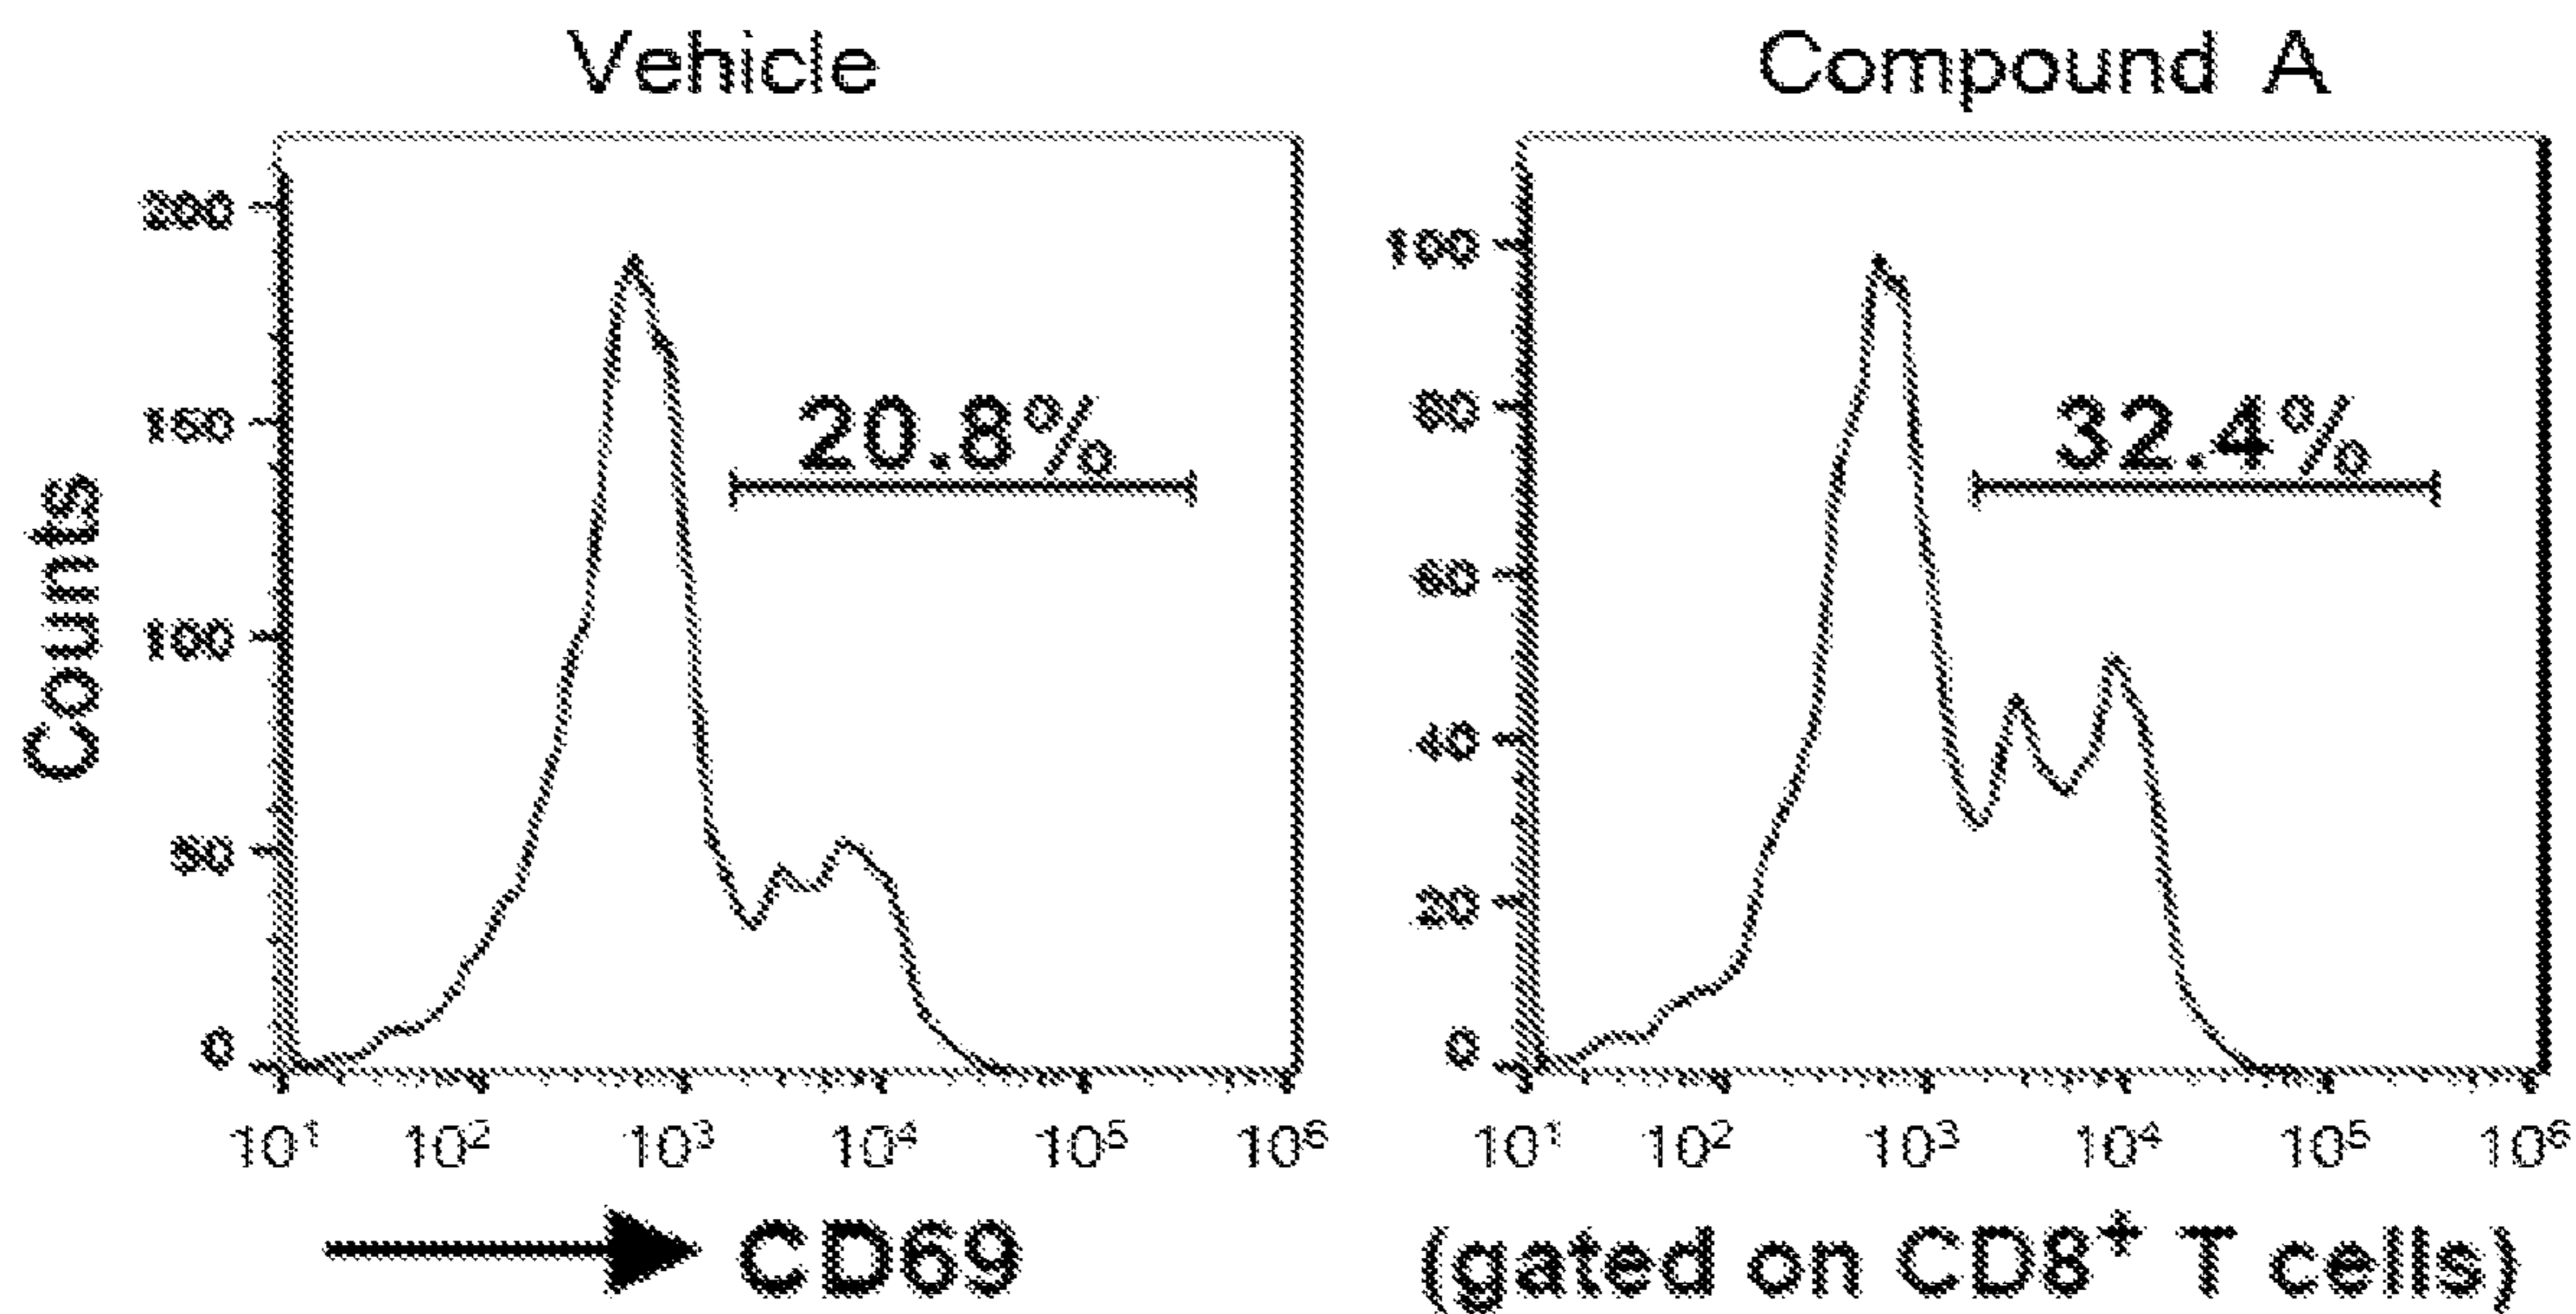 Vehicle
Compound A
Counts
200
150
100
50
0
20.8%
10¹ 10² 10³ 10⁴ 10⁵ 10⁶
100
80
60
40
20
0
32.4%
10¹ 10² 10³ 10⁴ 10⁵ 10⁶
CD69
(gated on CD8⁺ T cells)